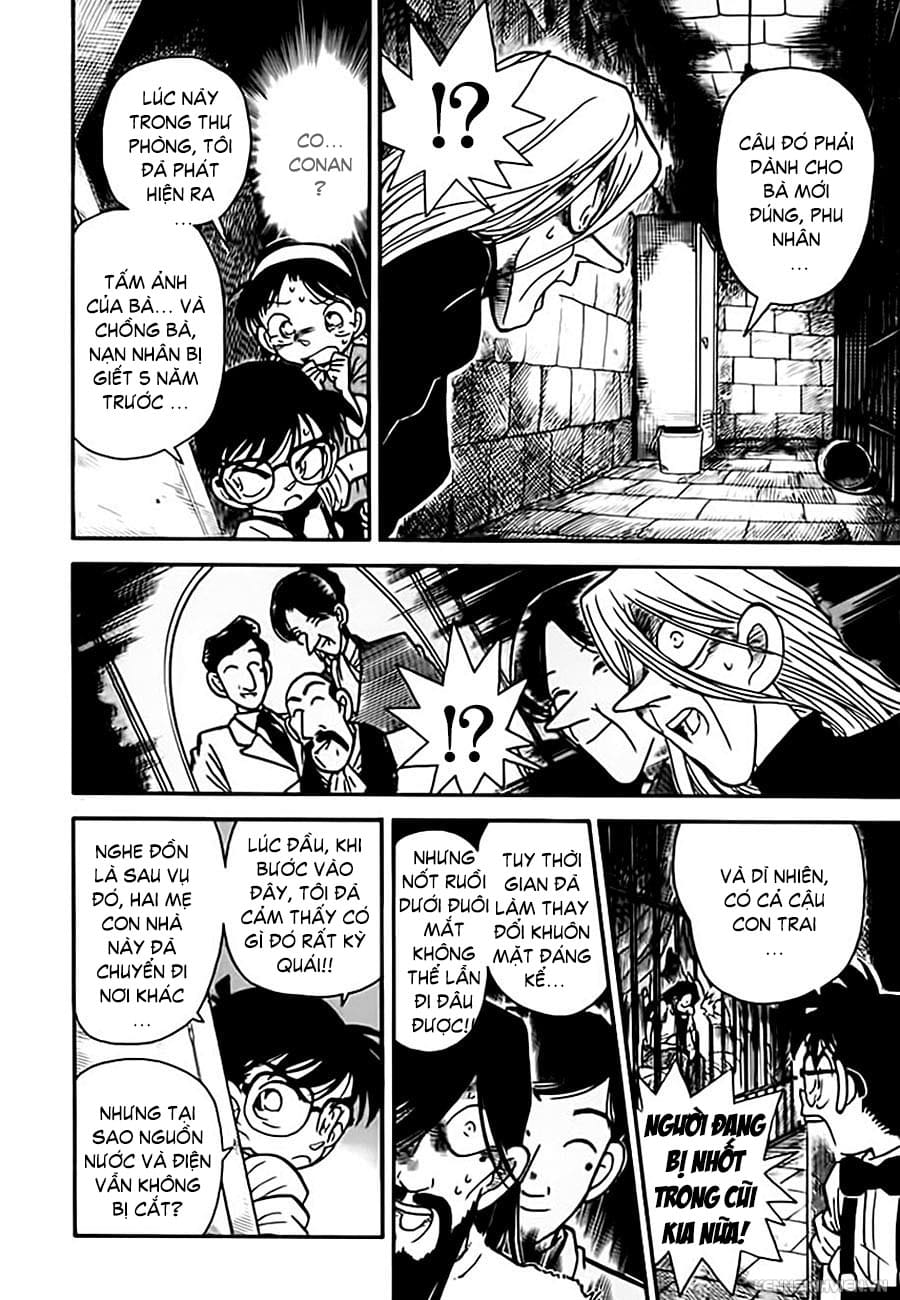 CÂU ĐÓ PHẢI
DÀNH CHO
BÀ MỚI
ĐÚNG, PHU
NHÂN
...
!?
CO...
CONAN
?
LÚC NÃY
TRONG THƯ
PHÒNG, TÔI
ĐÃ PHÁT
HIỆN RA
...
TẤM ẢNH
CỦA BÀ... VÀ
CHỒNG BÀ,
NẠN NHÂN BỊ
GIẾT 5 NĂM
TRƯỚC ...
!?
VÀ DĨ NHIÊN,
CÓ CẢ CẬU
CON TRAI
...
NGƯỜI ĐANG
BỊ NHỐT
TRONG CŨI
KIA NỮA!
TUY THỜI
GIAN ĐÃ
LÀM THAY
ĐỔI KHUÔN
MẶT ĐÁNG
KỂ...
NHƯNG
NỐT RUỒI
DƯỚI ĐUÔI
MẮT
KHÔNG
THỂ LẪN
ĐI ĐÂU
ĐƯỢC!!
LÚC ĐẦU, KHI
BƯỚC VÀO
ĐÂY, TÔI ĐÃ
CẢM THẤY CÓ
GÌ ĐÓ RẤT KỲ
QUÁI!!
NGHE ĐỒN
LÀ SAU VỤ
ĐÓ, HAI MẸ
CON NHÀ
NÀY ĐÃ
CHUYỂN ĐI
NƠI KHÁC
...
NHƯNG TẠI
SAO NGUỒN
NƯỚC VÀ ĐIỆN
VẪN KHÔNG
BỊ CẮT?